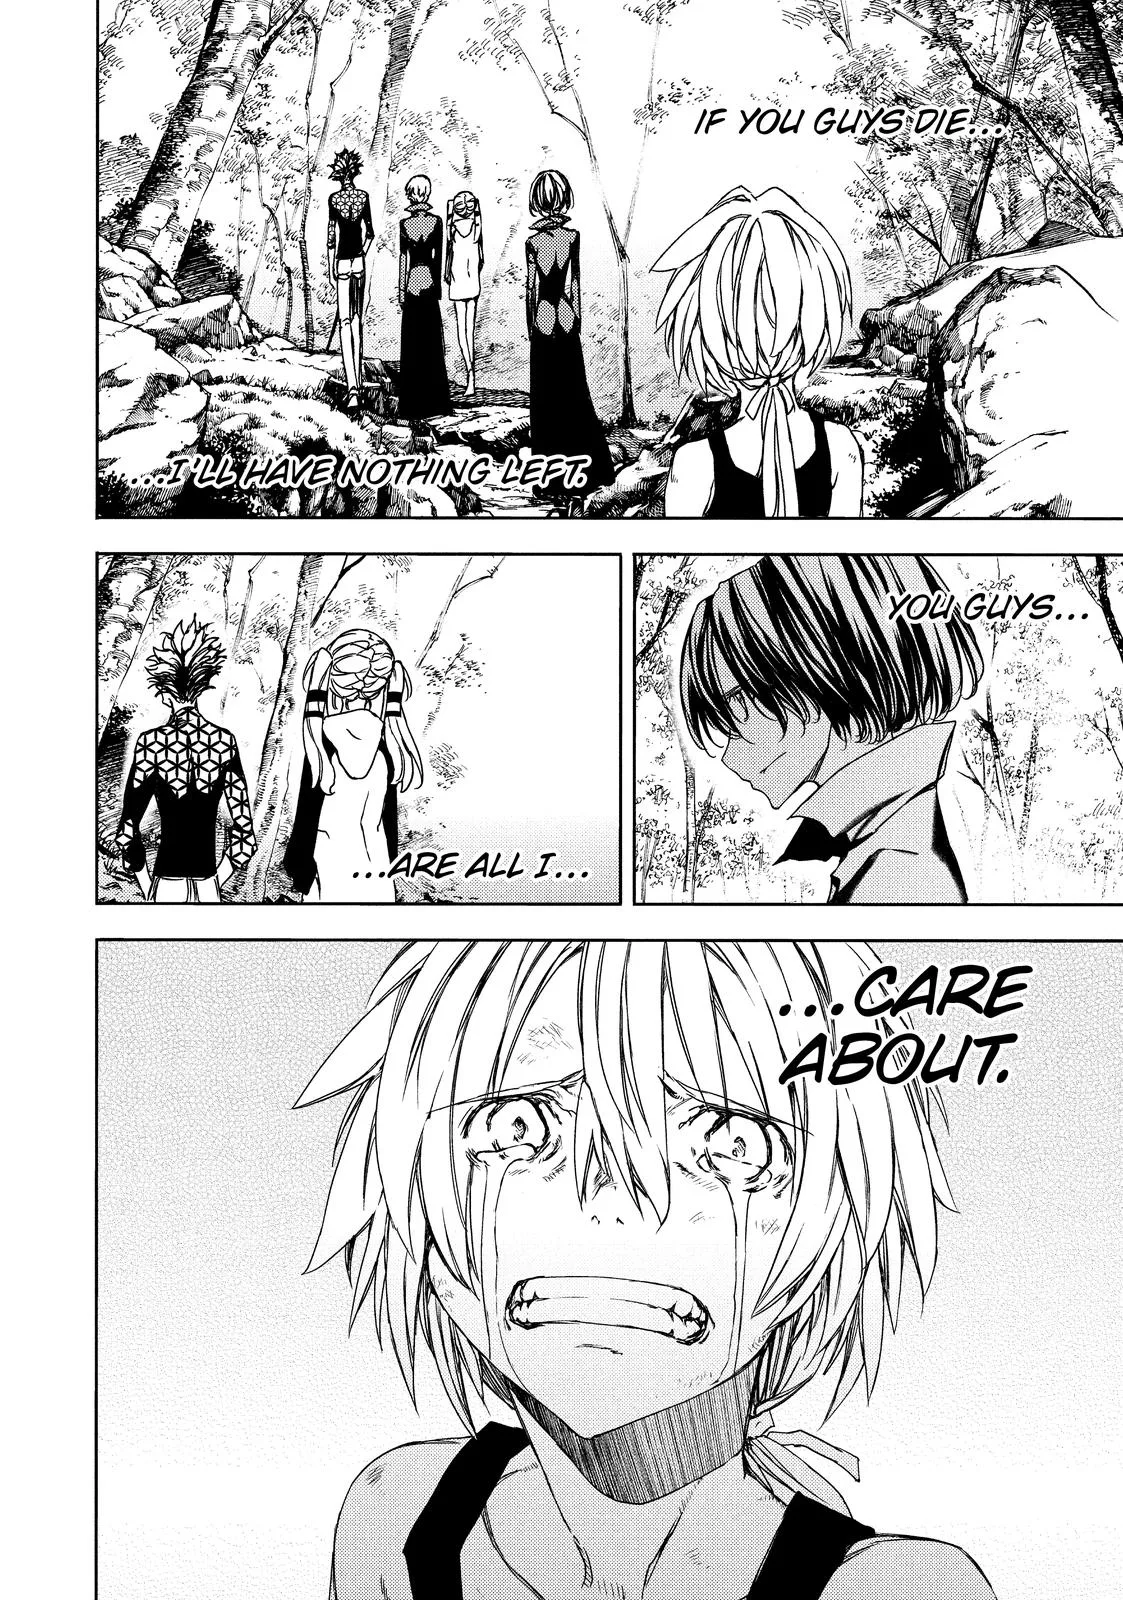 IF YOU GUYS DIE...
...I'LL HAVE NOTHING LEFT.
YOU GUYS...
...ARE ALL I...
...CARE
ABOUT.